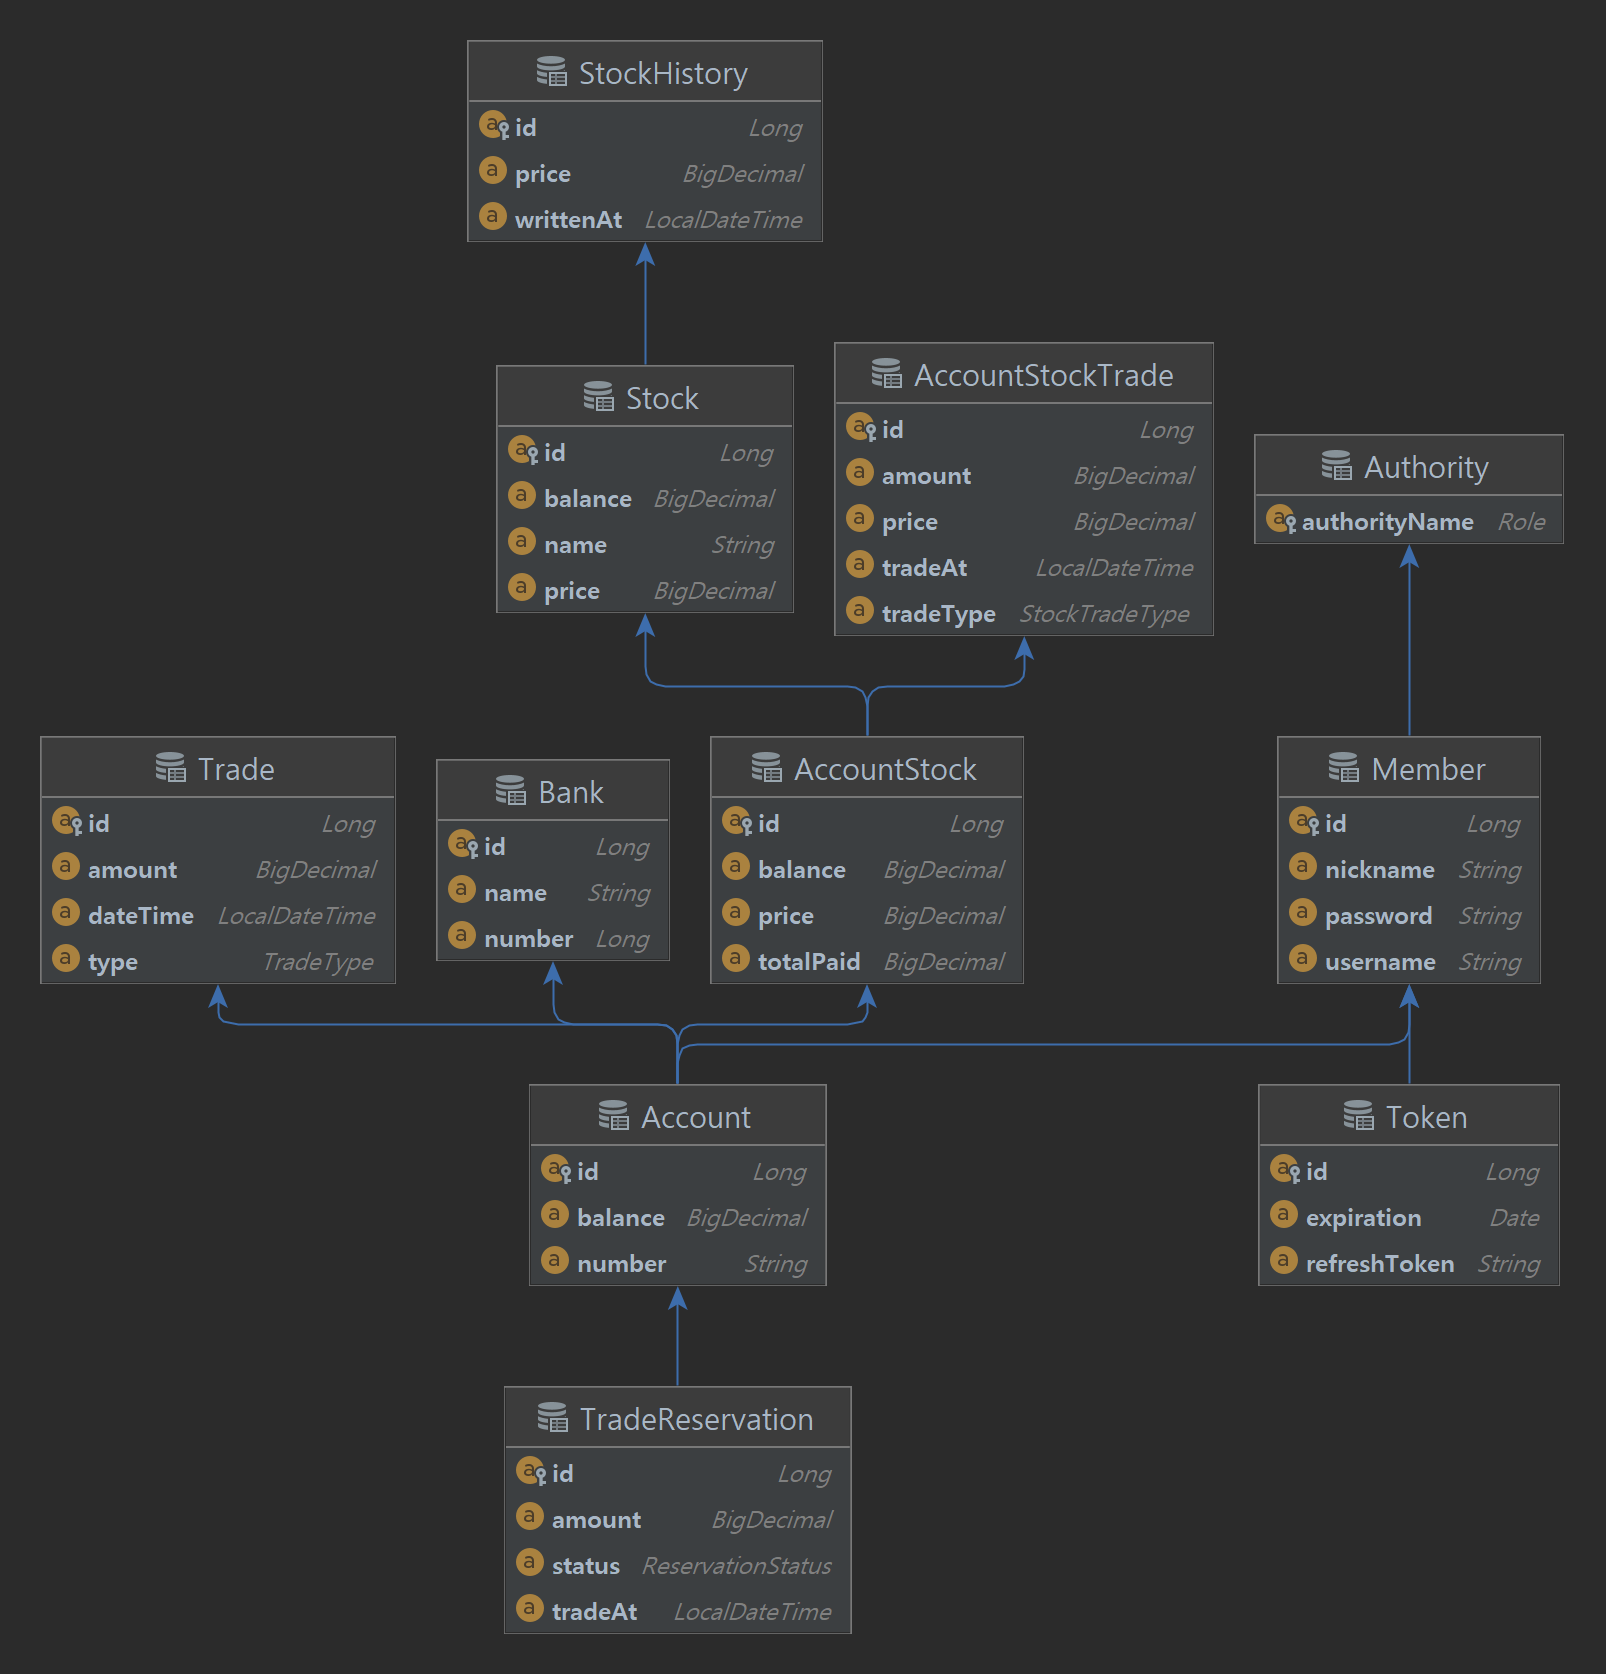 StockHistory
id Long
price BigDecimal
writtenAt LocalDateTime
Stock
id Long
balance BigDecimal
name String
price BigDecimal
AccountStockTrade
id Long
amount BigDecimal
price BigDecimal
tradeAt LocalDateTime
tradeType StockTradeType
Authority
authorityName Role
Trade
id Long
amount BigDecimal
dateTime LocalDateTime
type TradeType
Bank
id Long
name String
number Long
AccountStock
id Long
balance BigDecimal
price BigDecimal
totalPaid BigDecimal
Member
id Long
nickname String
password String
username String
Account
id Long
balance BigDecimal
number String
Token
id Long
expiration Date
refreshToken String
TradeReservation
id Long
amount BigDecimal
status ReservationStatus
tradeAt LocalDateTime